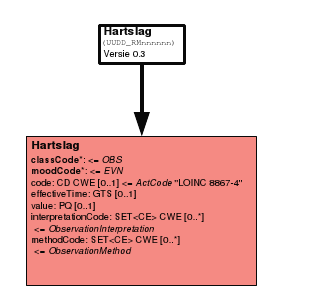 Hartslag
(UUDD_RMnnnnnn)
Versie 0.3
Hartslag
classCode*: <= OBS
moodCode*: <= EVN
code: CD CWE [0..1] <= ActCode "LOINC 8867-4"
effectiveTime: GTS [0..1]
value: PQ [0..1]
interpretationCode: SET<CE> CWE [0..*]
<= ObservationInterpretation
methodCode: SET<CE> CWE [0..*]
<= ObservationMethod